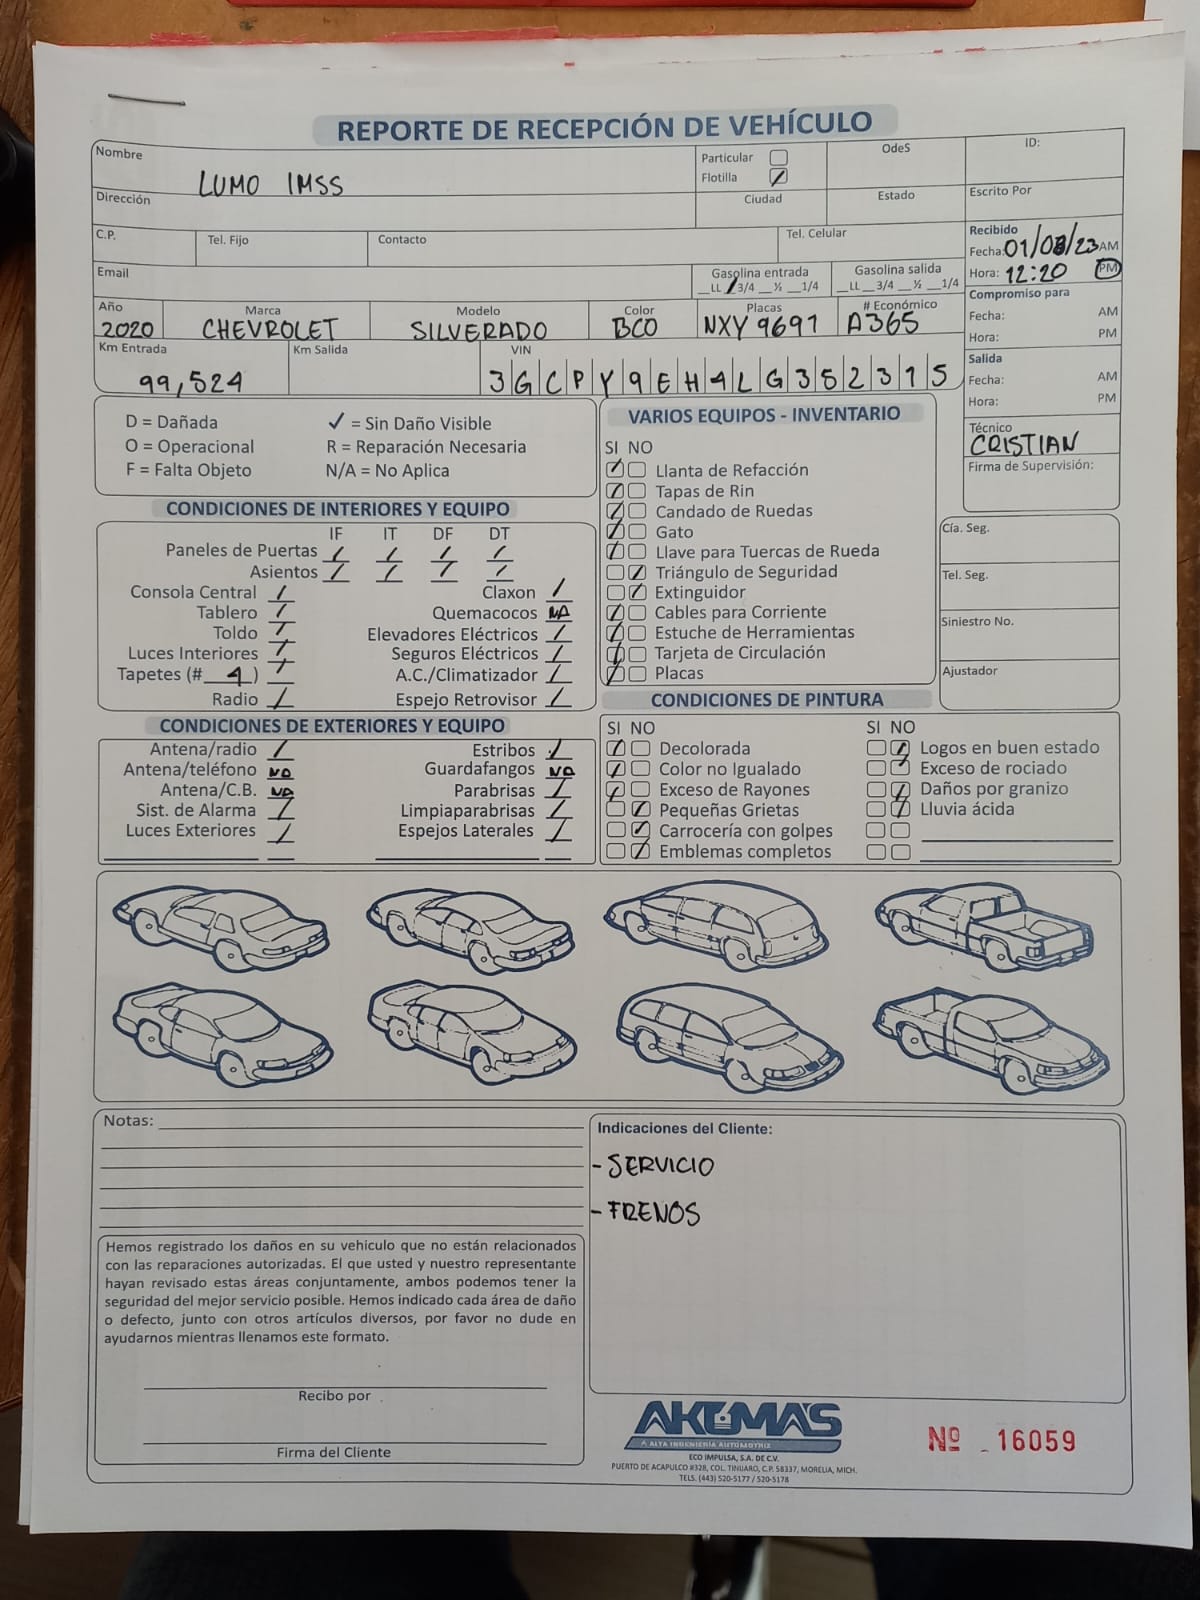 REPORTE DE RECEPCIÓN DE VEHÍCULO
Nombre LUMO IMSS
Particular
Flotilla
OdeS
ID:
Dirección
Ciudad
Estado
Escrito Por
C.P.
Tel. Fijo
Contacto
Tel. Celular
Recibido
Fecha: 01/08/23 AM
Hora: 12:20 PM
Email
Gasolina entrada
__LL __3/4 __½ __1/4
Gasolina salida
__LL __3/4 __½ __1/4
Compromiso para
Fecha: AM
Hora: PM
Año 2020
Marca CHEVROLET
Modelo SILVERADO
Color BCO
Placas NXY 9697
# Económico A365
Km Entrada 99,524
Km Salida
VIN 3GCPY9EH4LG352315
Salida
Fecha: AM
Hora: PM
Técnico
CRISTIAN
Firma de Supervisión:
D = Dañada ✓ = Sin Daño Visible
O = Operacional R = Reparación Necesaria
F = Falta Objeto N/A = No Aplica
CONDICIONES DE INTERIORES Y EQUIPO
IF IT DF DT
Paneles de Puertas
Asientos
Consola Central Claxon
Tablero Quemacocos NA
Toldo Elevadores Eléctricos
Luces Interiores Seguros Eléctricos
Tapetes (# 4 ) A.C./Climatizador
Radio Espejo Retrovisor
CONDICIONES DE EXTERIORES Y EQUIPO
Antena/radio Estribos
Antena/teléfono NA Guardafangos NA
Antena/C.B. NA Parabrisas
Sist. de Alarma Limpiaparabrisas
Luces Exteriores Espejos Laterales
VARIOS EQUIPOS - INVENTARIO
SI NO
Llanta de Refacción
Tapas de Rin
Candado de Ruedas
Gato
Llave para Tuercas de Rueda
Triángulo de Seguridad
Extinguidor
Cables para Corriente
Estuche de Herramientas
Tarjeta de Circulación
Placas
Cía. Seg.
Tel. Seg.
Siniestro No.
Ajustador
CONDICIONES DE PINTURA
SI NO SI NO
Decolorada Logos en buen estado
Color no Igualado Exceso de rociado
Exceso de Rayones Daños por granizo
Pequeñas Grietas Lluvia ácida
Carrocería con golpes
Emblemas completos
Notas:
Indicaciones del Cliente:
- SERVICIO
- FRENOS
Hemos registrado los daños en su vehiculo que no están relacionados
con las reparaciones autorizadas. El que usted y nuestro representante
hayan revisado estas áreas conjuntamente, ambos podemos tener la
seguridad del mejor servicio posible. Hemos indicado cada área de daño
o defecto, junto con otros artículos diversos, por favor no dude en
ayudarnos mientras llenamos este formato.
Recibo por
Firma del Cliente
AKUMA'S
ALTA INGENIERÍA AUTOMOTRIZ
ECO IMPULSA, S.A. DE C.V.
PUERTO DE ACAPULCO #328, COL. TINIJARO, C.P. 58337, MORELIA, MICH.
TELS. (443) 520-5177 / 520-5178
Nº 16059